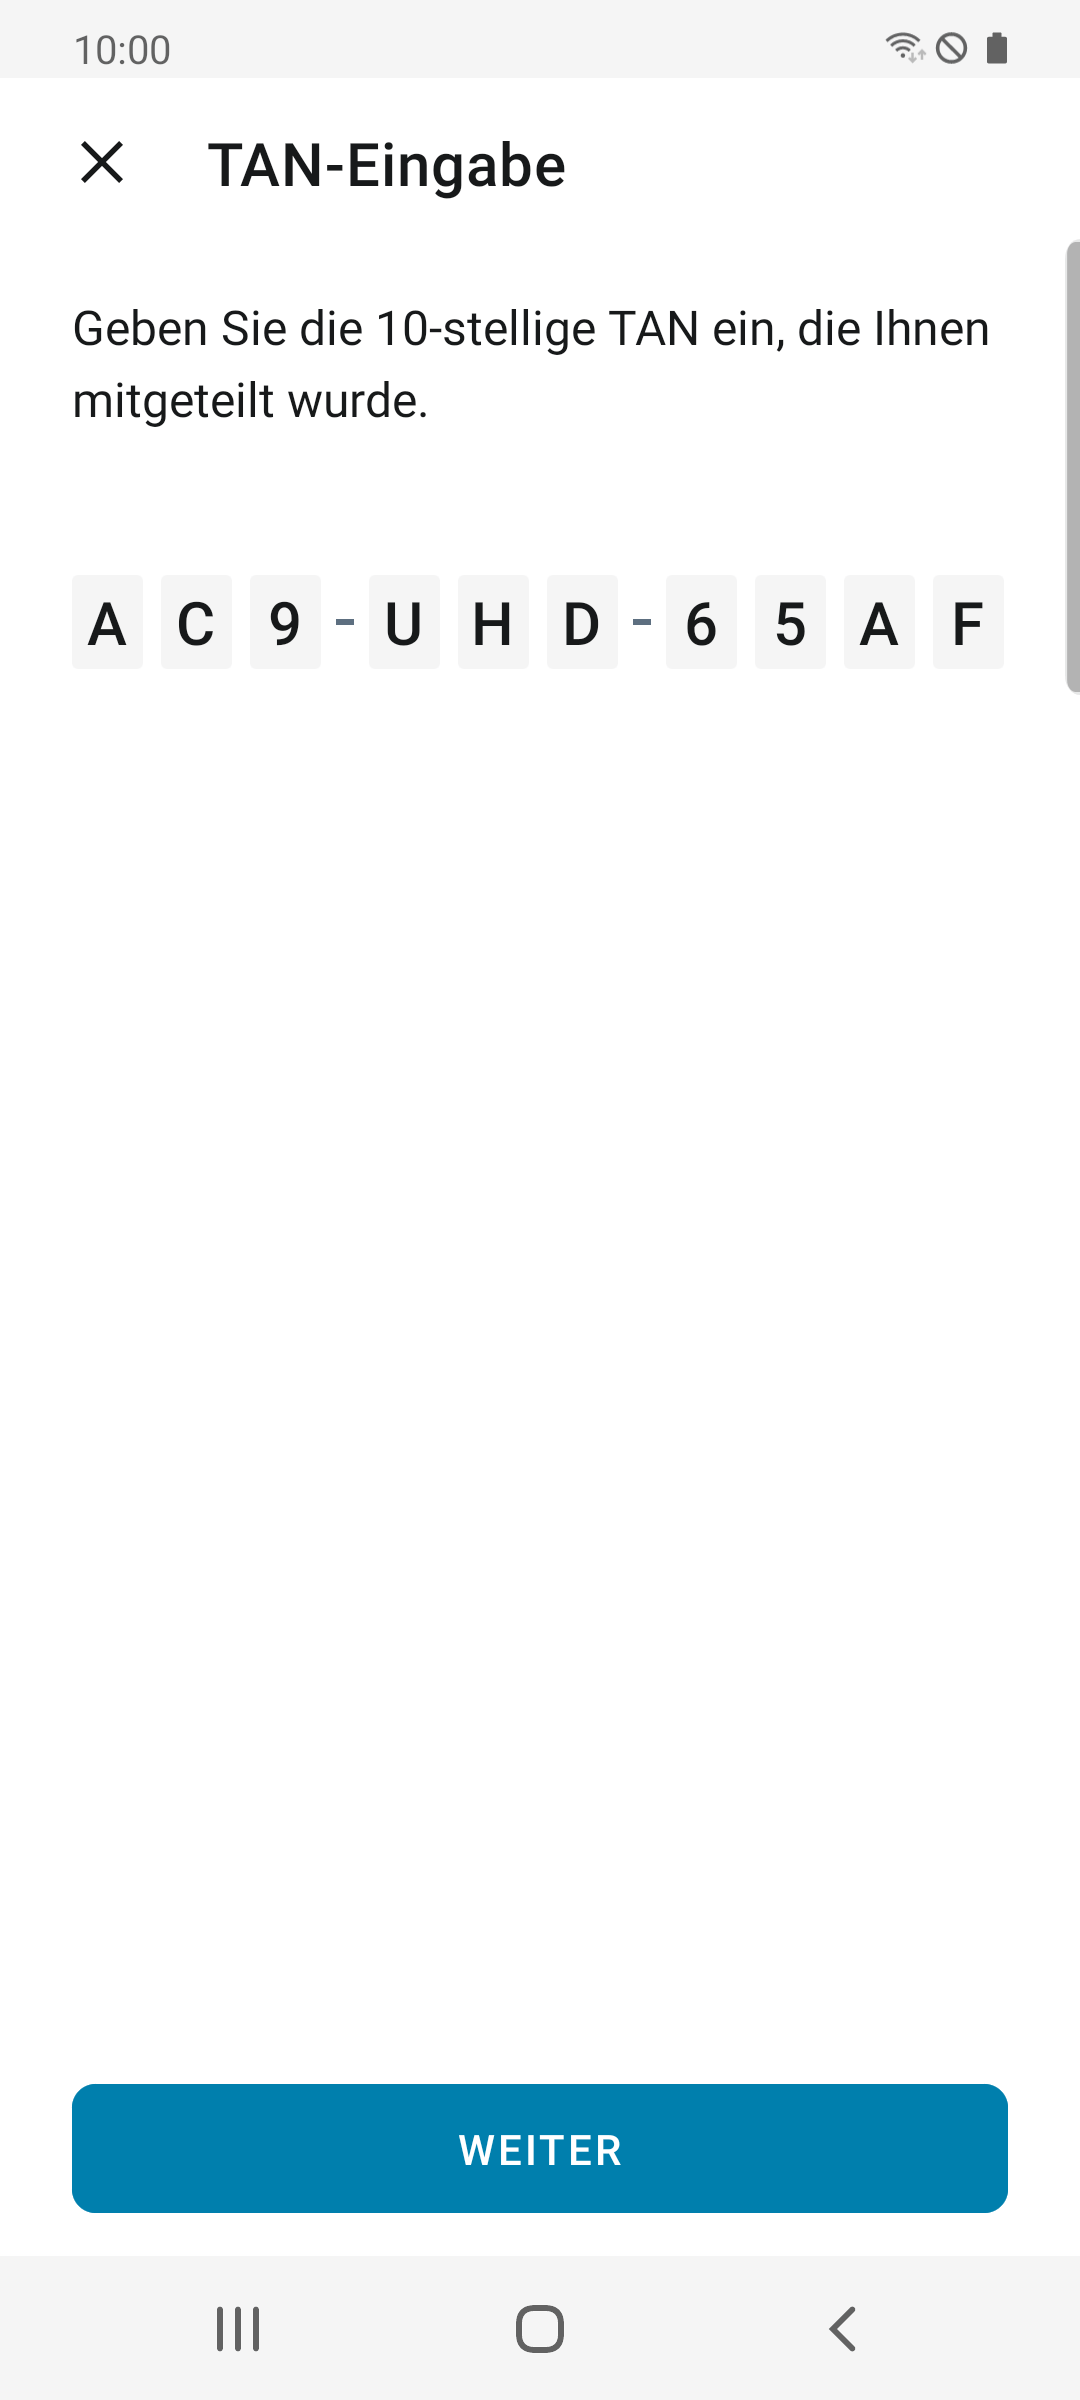 10:00
TAN-Eingabe
Geben Sie die 10-stellige TAN ein, die Ihnen
mitgeteilt wurde.
A C 9 - U H D - 6 5 A F
WEITER